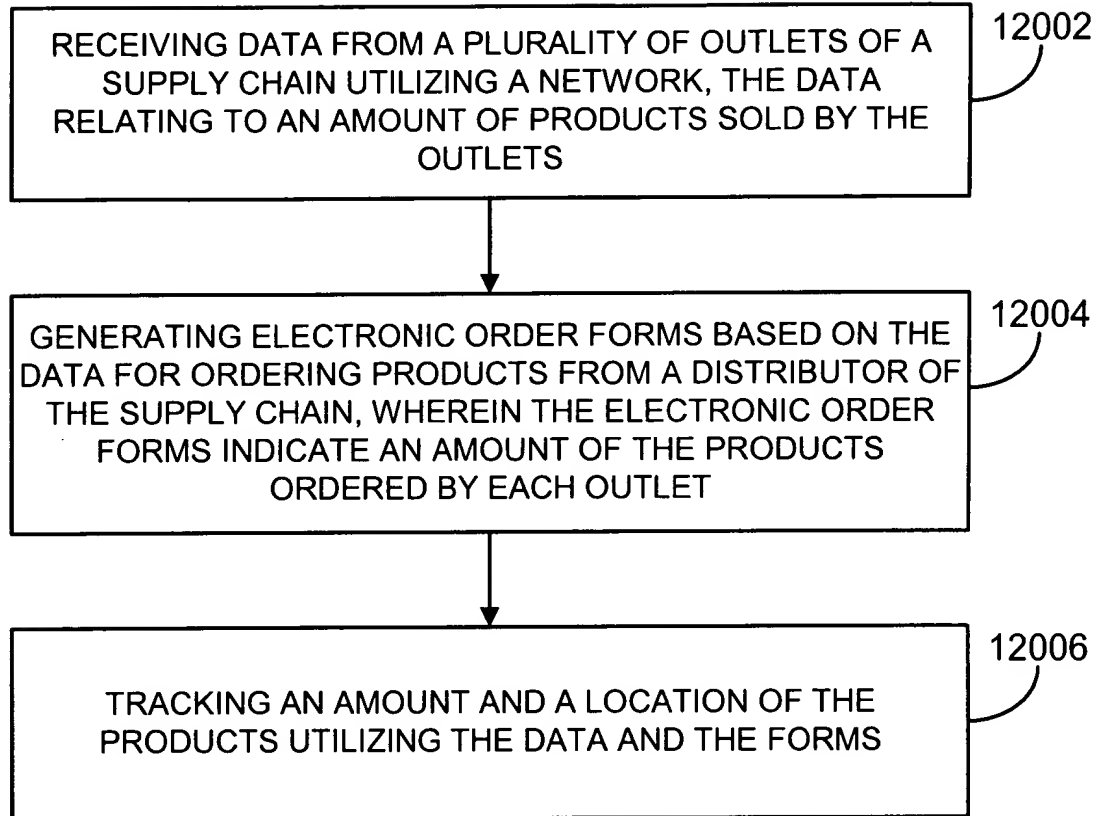 RECEIVING DATA FROM A PLURALITY OF OUTLETS OF A
SUPPLY CHAIN UTILIZING A NETWORK, THE DATA
RELATING TO AN AMOUNT OF PRODUCTS SOLD BY THE
OUTLETS
12002
GENERATING ELECTRONIC ORDER FORMS BASED ON THE
DATA FOR ORDERING PRODUCTS FROM A DISTRIBUTOR OF
THE SUPPLY CHAIN, WHEREIN THE ELECTRONIC ORDER
FORMS INDICATE AN AMOUNT OF THE PRODUCTS
ORDERED BY EACH OUTLET
12004
TRACKING AN AMOUNT AND A LOCATION OF THE
PRODUCTS UTILIZING THE DATA AND THE FORMS
12006